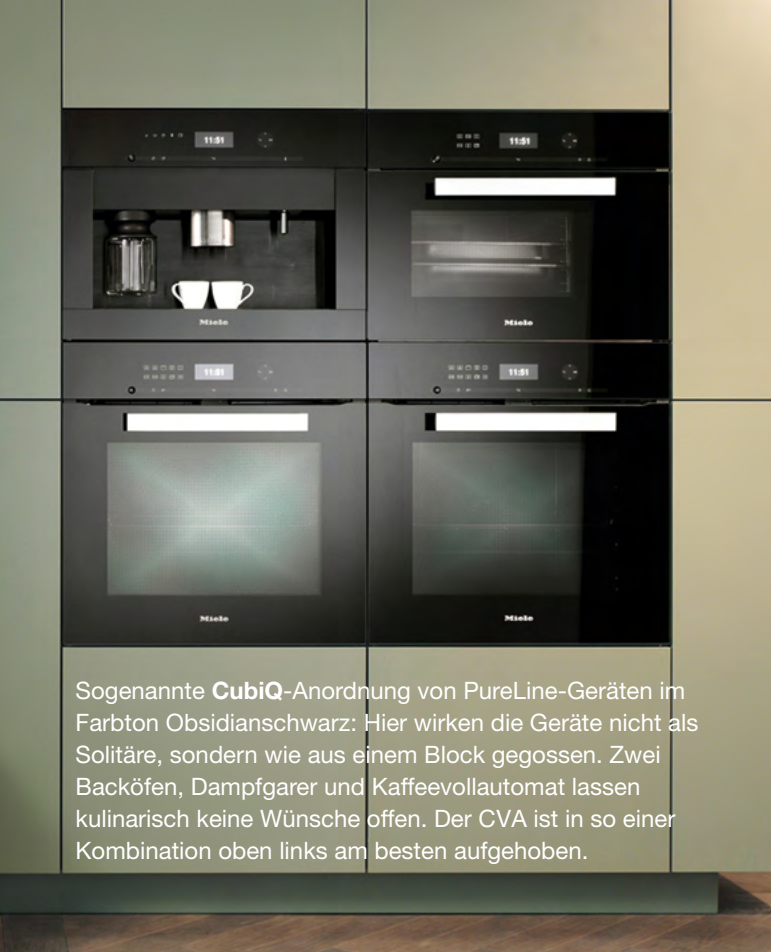 11:51
11:51
Miele
Miele
11:51
11:51
Miele
Miele
Sogenannte CubiQ-Anordnung von PureLine-Geräten im
Farbton Obsidianschwarz: Hier wirken die Geräte nicht als
Solitäre, sondern wie aus einem Block gegossen. Zwei
Backöfen, Dampfgarer und Kaffeevollautomat lassen
kulinarisch keine Wünsche offen. Der CVA ist in so einer
Kombination oben links am besten aufgehoben.